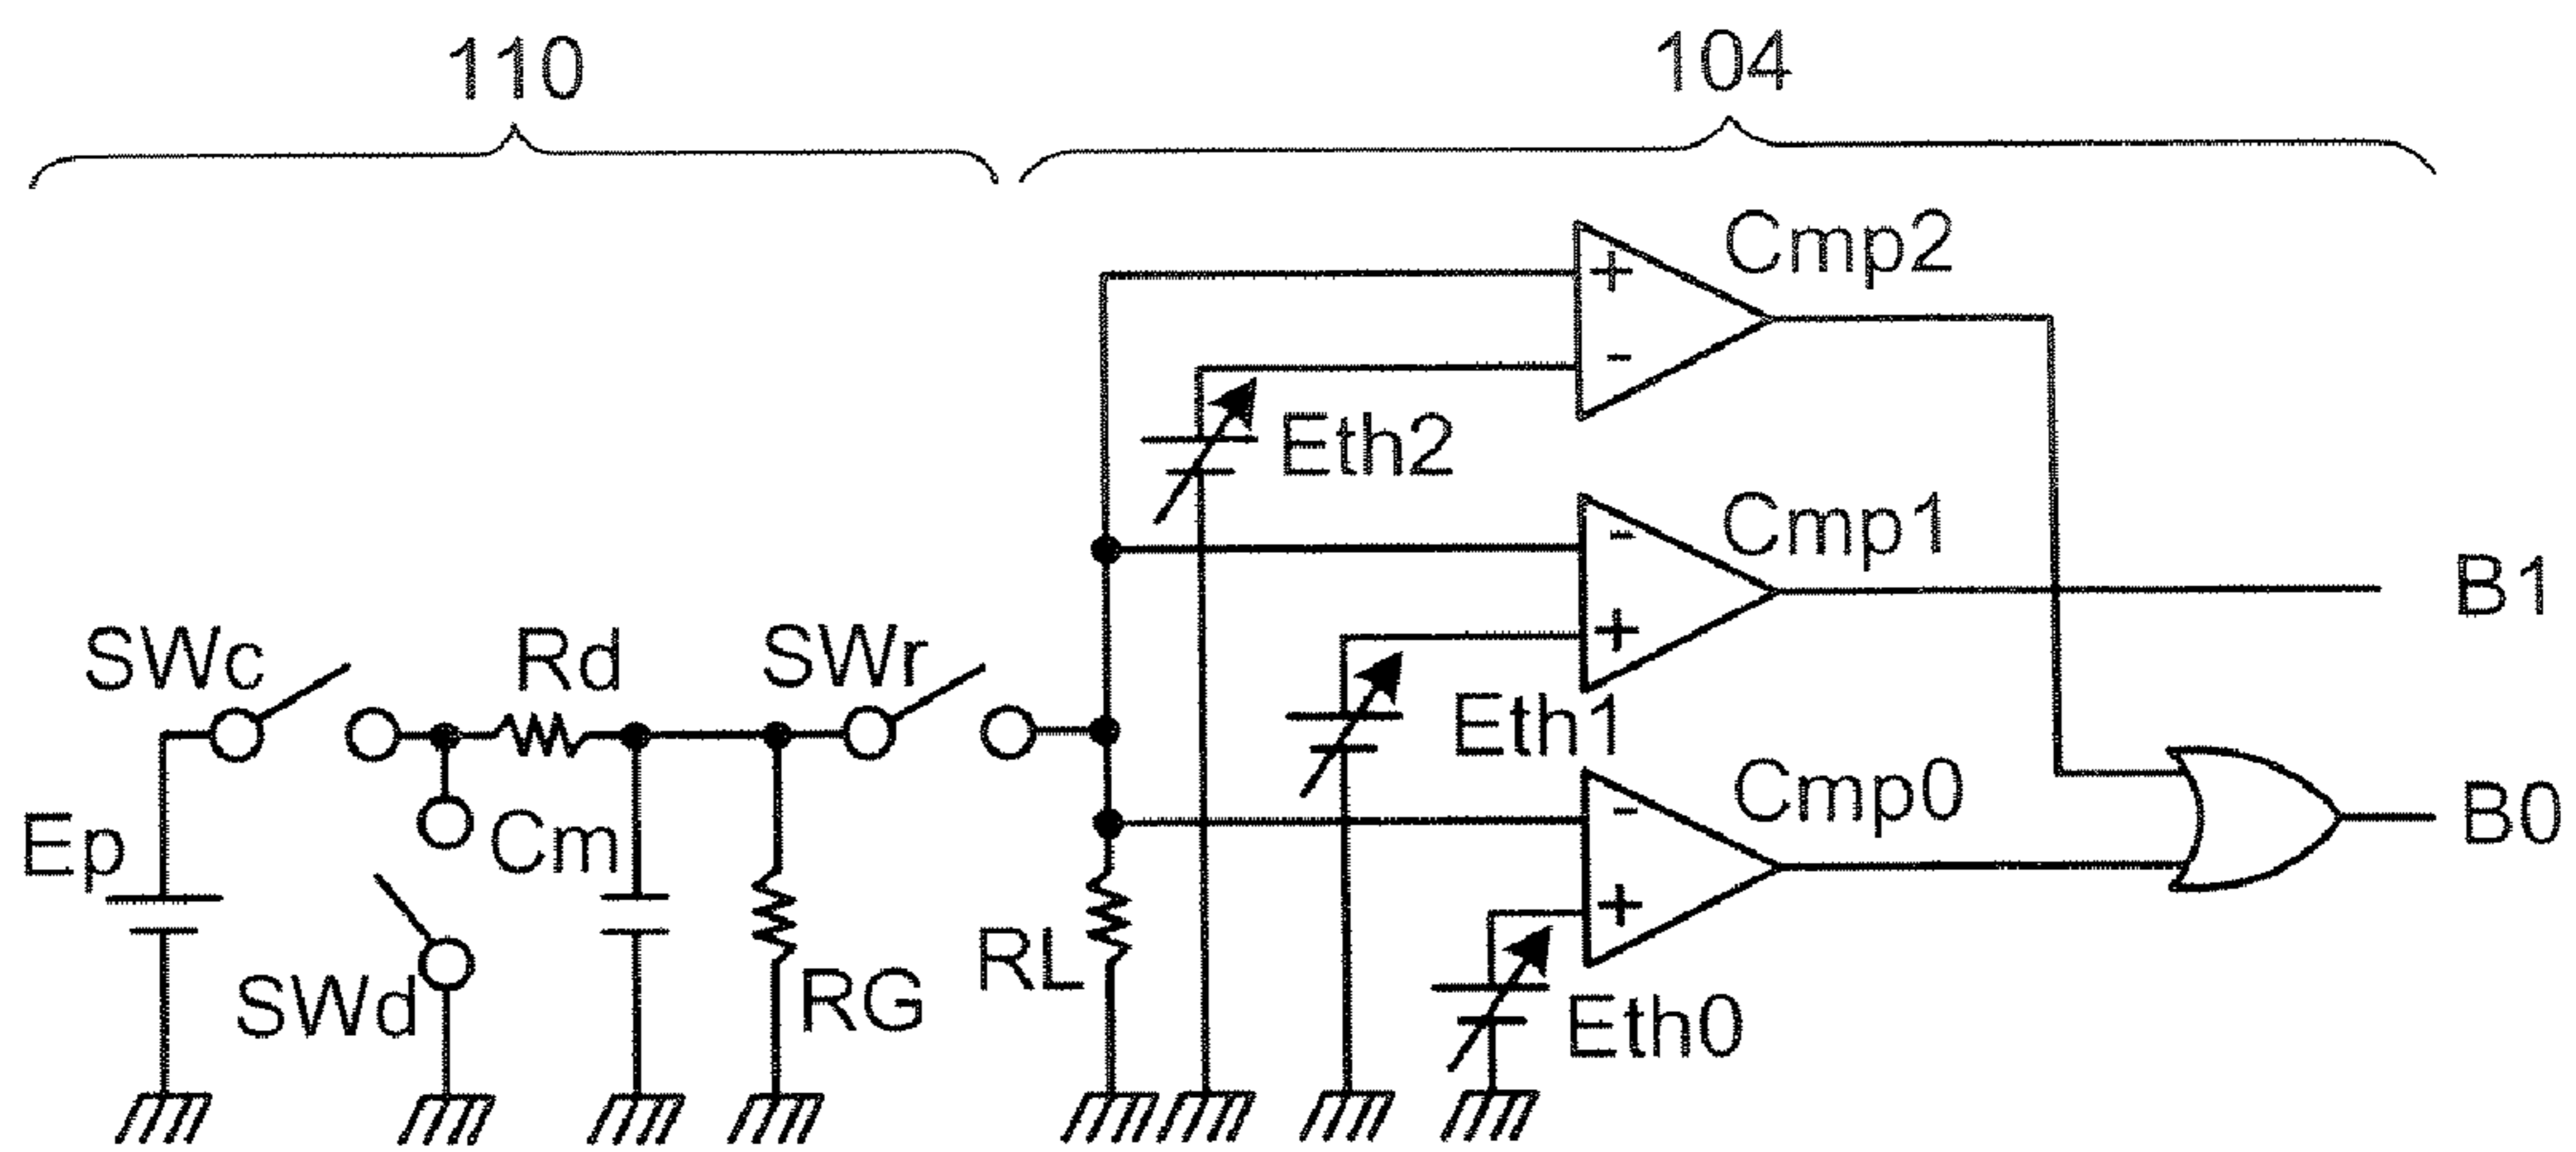 110
104
Cmp2
+
-
Eth2
Cmp1
-
+
B1
SWc
Rd
SWr
Eth1
Cmp0
-
+
B0
Ep
Cm
RL
SWd
RG
Eth0